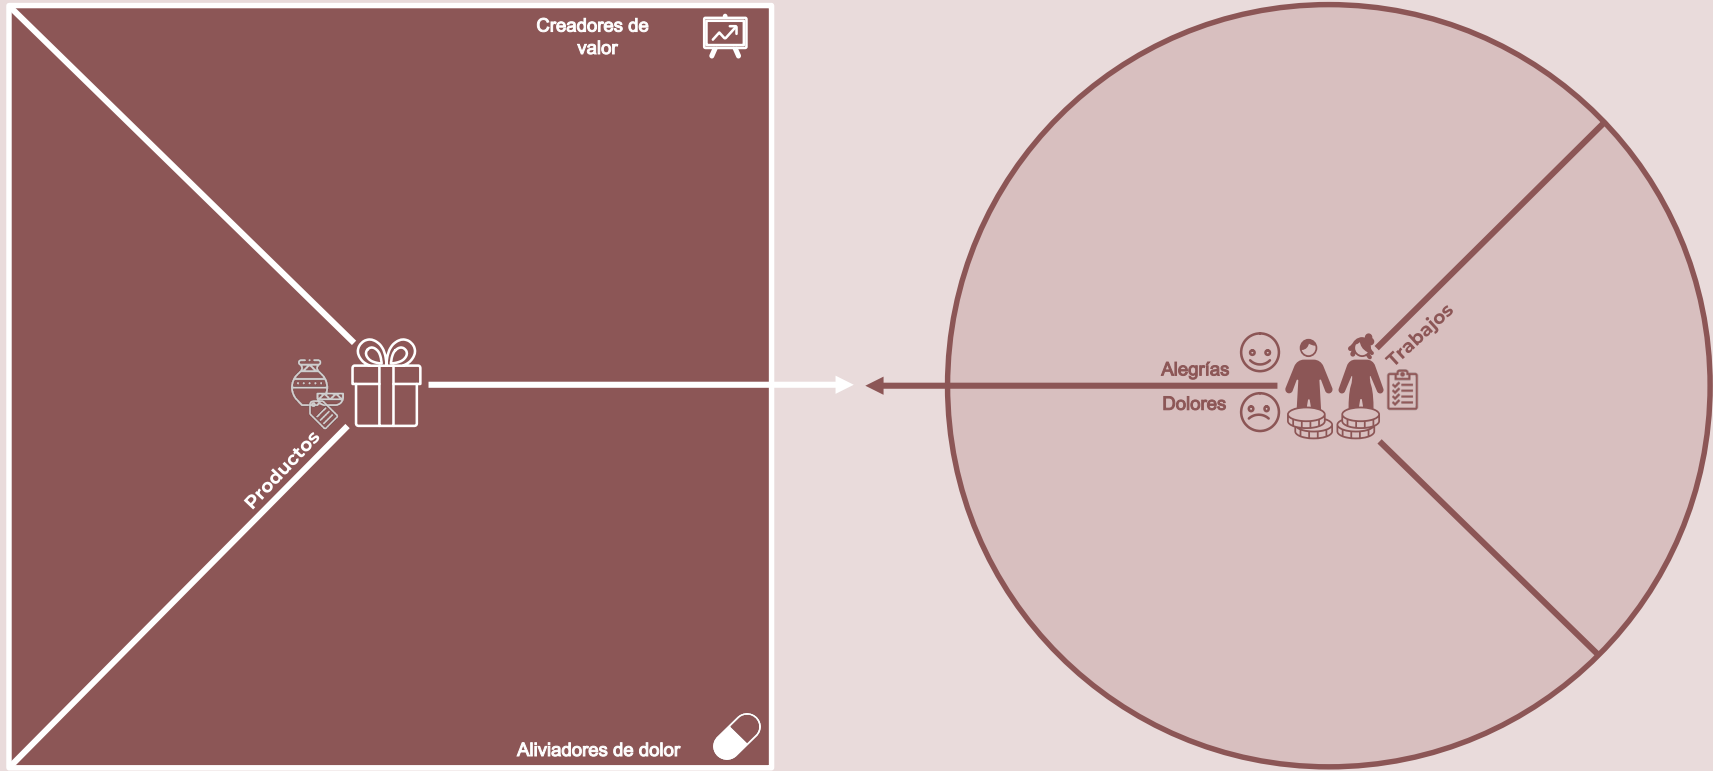 Creadores de
valor
Productos
Aliviadores de dolor
Alegrías
Dolores
Trabajos